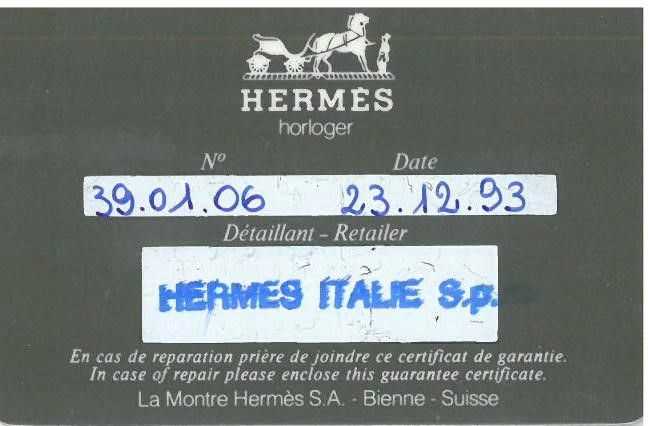 HERMÈS
horloger
Nº Date
39.01.06 23.12.93
Détaillant - Retailer
HERMES ITALIE S.p.
En cas de reparation prière de joindre ce certificat de garantie.
In case of repair please enclose this guarantee certificate.
La Montre Hermès S.A. - Bienne - Suisse